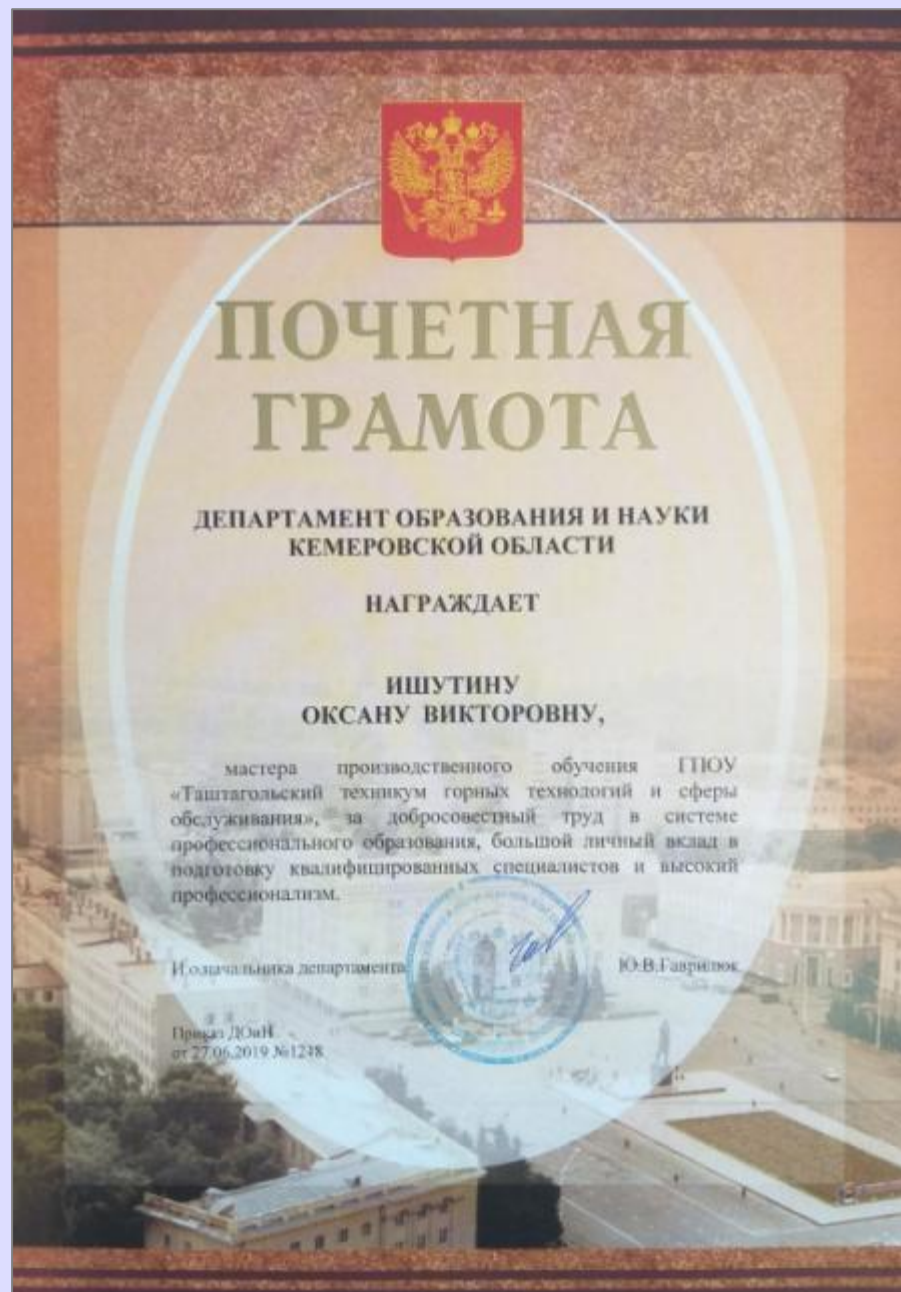 ПОЧЕТНАЯ
ГРАМОТА
ДЕПАРТАМЕНТ ОБРАЗОВАНИЯ И НАУКИ
КЕМЕРОВСКОЙ ОБЛАСТИ
НАГРАЖДАЕТ
ИШУТИНУ
ОКСАНУ ВИКТОРОВНУ,
мастера производственного обучения ГПОУ
«Таштагольский техникум горных технологий и сферы
обслуживания», за добросовестный труд в системе
профессионального образования, большой личный вклад в
подготовку квалифицированных специалистов и высокий
профессионализм.
И.о.начальника департамента Ю.В.Гаврилюк
Приказ ДОиН
от 27.06.2019 №1248